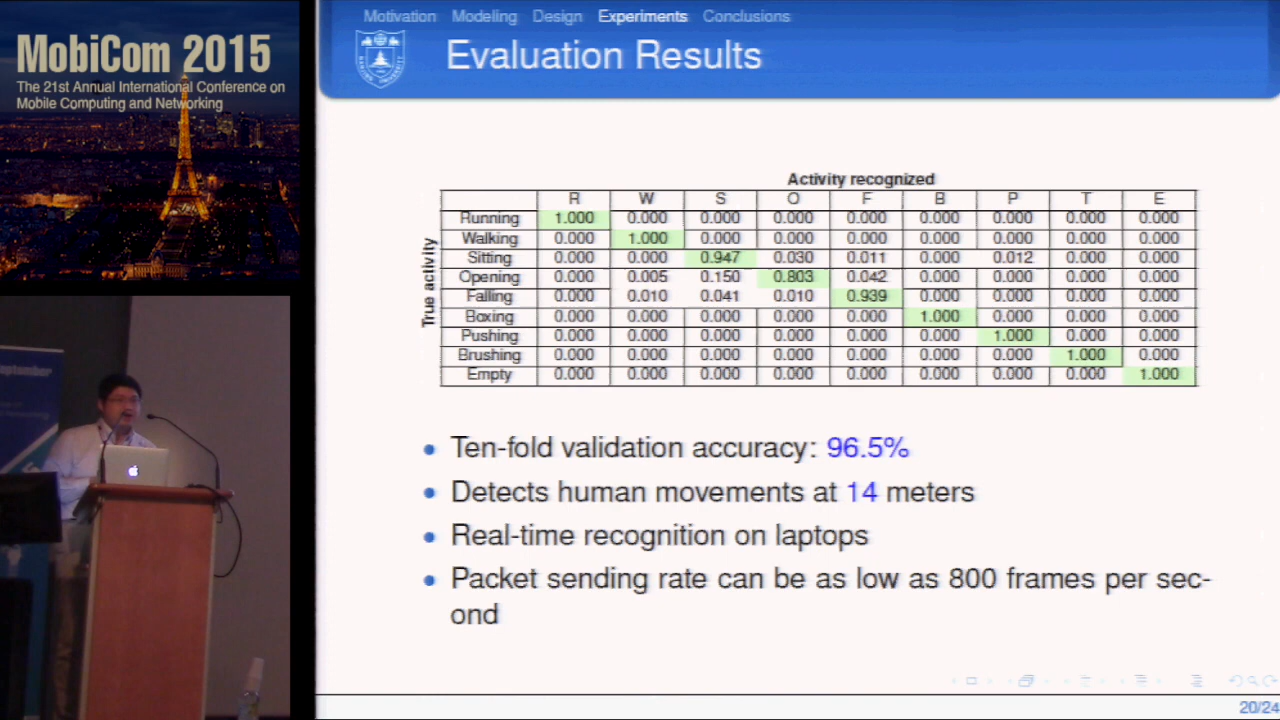 MobiCom 2015
The 21st Annual International Conference on
Mobile Computing and Networking
Motivation Modeling Design Experiments Conclusions
Evaluation Results
Activity recognized
R W S O F B P T E
True activity
Running 1.000 0.000 0.000 0.000 0.000 0.000 0.000 0.000 0.000
Walking 0.000 1.000 0.000 0.000 0.000 0.000 0.000 0.000 0.000
Sitting 0.000 0.000 0.947 0.030 0.011 0.000 0.012 0.000 0.000
Opening 0.000 0.005 0.150 0.803 0.042 0.000 0.000 0.000 0.000
Falling 0.000 0.010 0.041 0.010 0.939 0.000 0.000 0.000 0.000
Boxing 0.000 0.000 0.000 0.000 0.000 1.000 0.000 0.000 0.000
Pushing 0.000 0.000 0.000 0.000 0.000 0.000 1.000 0.000 0.000
Brushing 0.000 0.000 0.000 0.000 0.000 0.000 0.000 1.000 0.000
Empty 0.000 0.000 0.000 0.000 0.000 0.000 0.000 0.000 1.000
• Ten-fold validation accuracy: 96.5%
• Detects human movements at 14 meters
• Real-time recognition on laptops
• Packet sending rate can be as low as 800 frames per sec-
ond
20/24